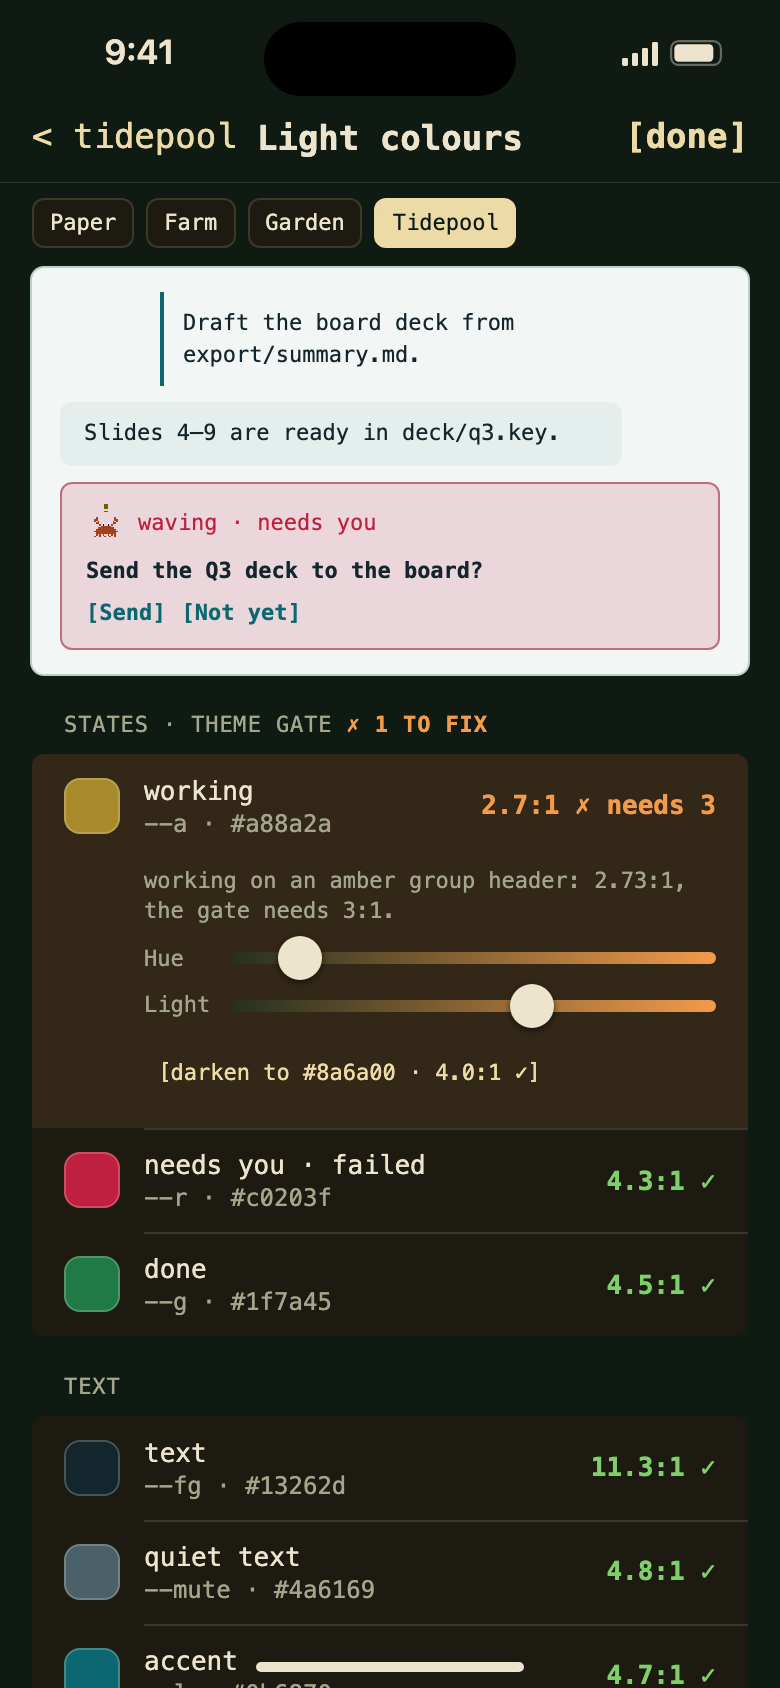 9:41
< tidepool Light colours [done]
Paper Farm Garden Tidepool
Draft the board deck from
export/summary.md.
Slides 4–9 are ready in deck/q3.key.
waving · needs you
Send the Q3 deck to the board?
[Send] [Not yet]
STATES · THEME GATE ✗ 1 TO FIX
working
--a · #a88a2a
2.7:1 ✗ needs 3
working on an amber group header: 2.73:1,
the gate needs 3:1.
Hue
Light
[darken to #8a6a00 · 4.0:1 ✓]
needs you · failed
--r · #c0203f
4.3:1 ✓
done
--g · #1f7a45
4.5:1 ✓
TEXT
text
--fg · #13262d
11.3:1 ✓
quiet text
--mute · #4a6169
4.8:1 ✓
accent
4.7:1 ✓